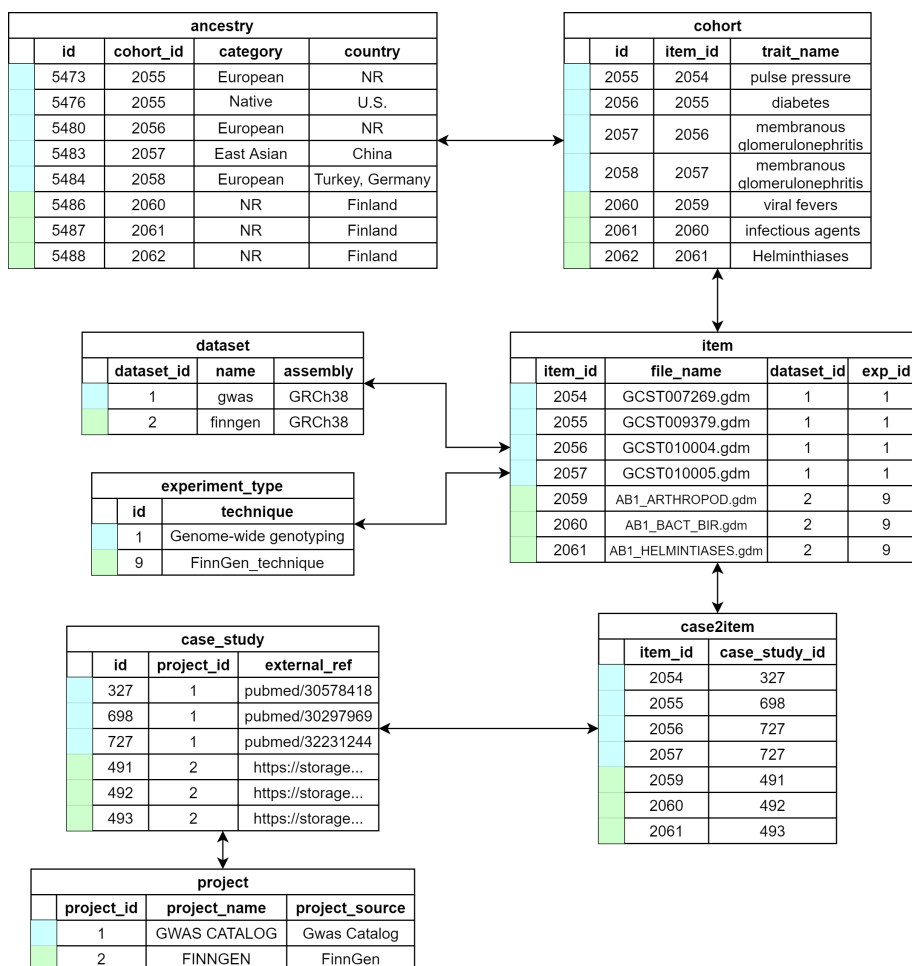 ancestry
id cohort_id category country
5473 2055 European NR
5476 2055 Native U.S.
5480 2056 European NR
5483 2057 East Asian China
5484 2058 European Turkey, Germany
5486 2060 NR Finland
5487 2061 NR Finland
5488 2062 NR Finland
cohort
id item_id trait_name
2055 2054 pulse pressure
2056 2055 diabetes
2057 2056 membranous
glomerulonephritis
2058 2057 membranous
glomerulonephritis
2060 2059 viral fevers
2061 2060 infectious agents
2062 2061 Helminthiases
dataset
dataset_id name assembly
1 gwas GRCh38
2 finngen GRCh38
item
item_id file_name dataset_id exp_id
2054 GCST007269.gdm 1 1
2055 GCST009379.gdm 1 1
2056 GCST010004.gdm 1 1
2057 GCST010005.gdm 1 1
2059 AB1_ARTHROPOD.gdm 2 9
2060 AB1_BACT_BIR.gdm 2 9
2061 AB1_HELMINTIASES.gdm 2 9
experiment_type
id technique
1 Genome-wide genotyping
9 FinnGen_technique
case_study
id project_id external_ref
327 1 pubmed/30578418
698 1 pubmed/30297969
727 1 pubmed/32231244
491 2 https://storage...
492 2 https://storage...
493 2 https://storage...
case2item
item_id case_study_id
2054 327
2055 698
2056 727
2057 727
2059 491
2060 492
2061 493
project
project_id project_name project_source
1 GWAS CATALOG Gwas Catalog
2 FINNGEN FinnGen